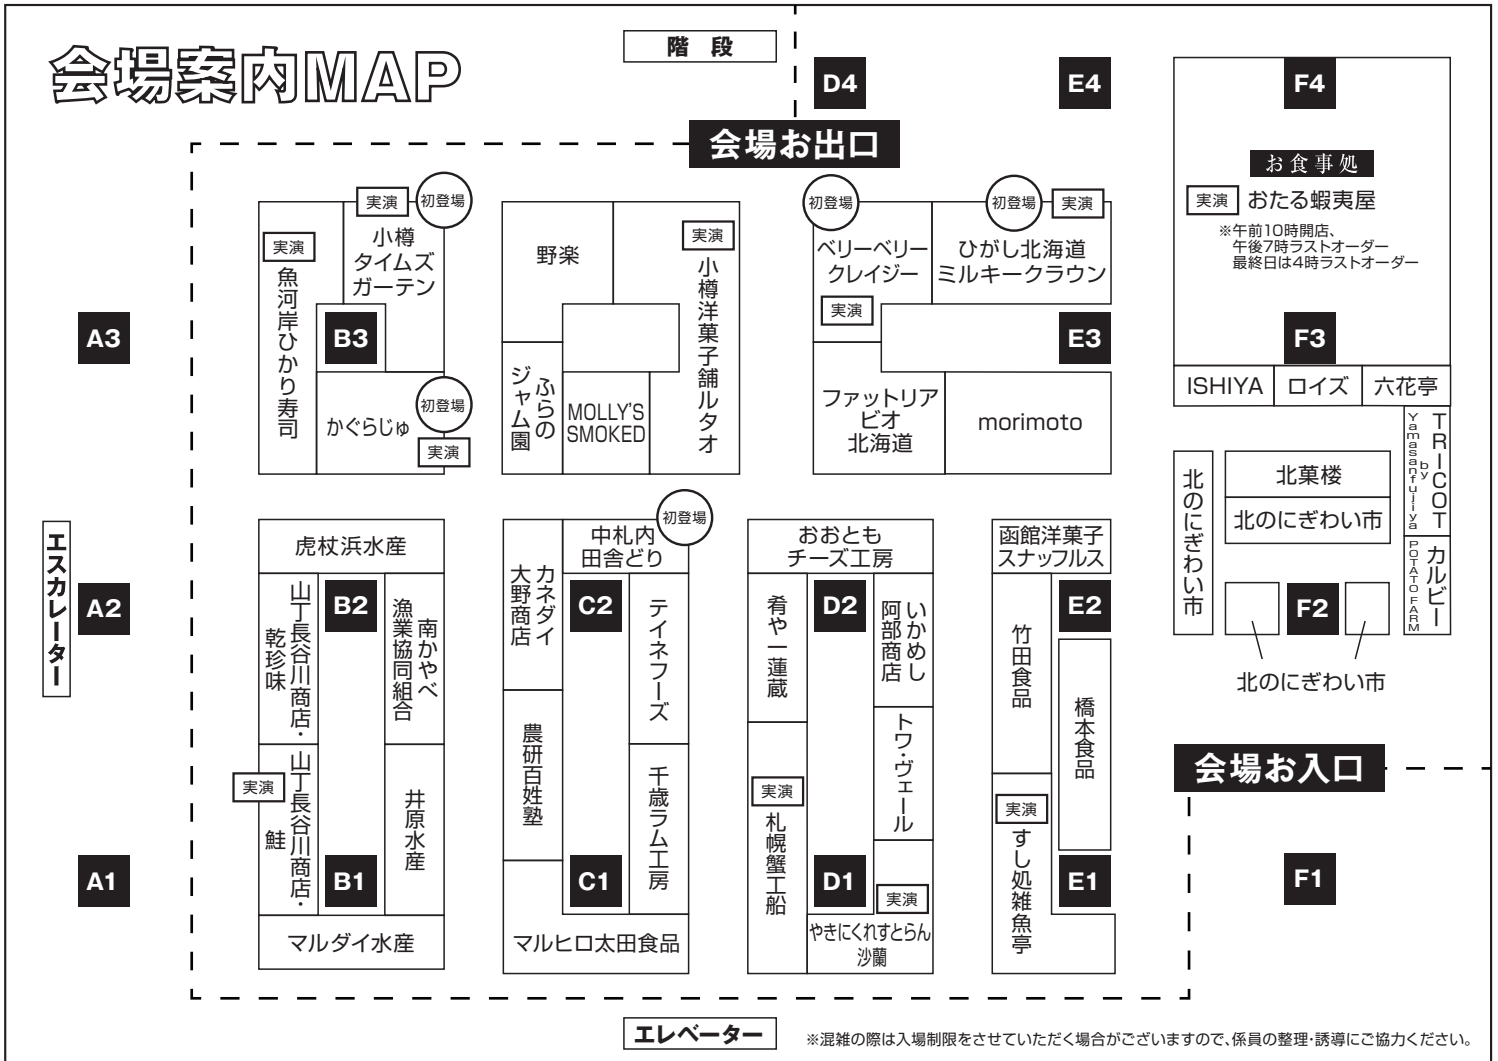 会場案内MAP
階段
D4
E4
F4
会場お出口
お食事処
実演
おたる蝦夷屋
※午前10時開店、
午後7時ラストオーダー
最終日は4時ラストオーダー
実演
魚河岸ひかり寿司
実演
初登場
小樽
タイムズ
ガーデン
野楽
実演
小樽洋菓子舗ルタオ
初登場
ベリーベリー
クレイジー
実演
初登場
実演
ひがし北海道
ミルキークラウン
A3
B3
E3
F3
かぐらじゅ
初登場
実演
ふらの
ジャム園
MOLLY'S
SMOKED
ファットリア
ビオ
北海道
morimoto
ISHIYA
ロイズ
六花亭
TRICOT
by
Yamasanfujiya
北菓楼
北のにぎわい市
北のにぎわい市
カルビー
POTATO FARM
F2
北のにぎわい市
エスカレーター
A2
虎杖浜水産
山丁長谷川商店・
乾珍味
B2
南かやべ
漁業協同組合
実演
山丁長谷川商店・
鮭
井原水産
A1
B1
マルダイ水産
カネダイ
大野商店
中札内
田舎どり
初登場
C2
テイネフーズ
農研百姓塾
千歳ラム工房
C1
マルヒロ太田食品
おおとも
チーズ工房
肴や一蓮蔵
D2
いかめし
阿部商店
実演
札幌蟹工船
トワ・ヴェール
D1
実演
やきにくれすとらん
沙蘭
函館洋菓子
スナッフルス
竹田食品
E2
橋本食品
実演
すし処雑魚亭
E1
会場お入口
F1
エレベーター
※混雑の際は入場制限をさせていただく場合がございますので、係員の整理・誘導にご協力ください。